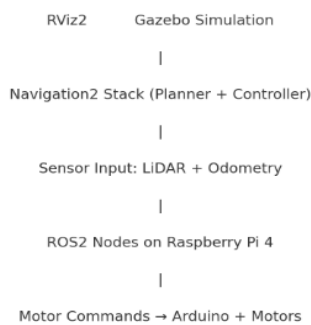 RViz2 Gazebo Simulation
|
Navigation2 Stack (Planner + Controller)
|
Sensor Input: LiDAR + Odometry
|
ROS2 Nodes on Raspberry Pi 4
|
Motor Commands → Arduino + Motors